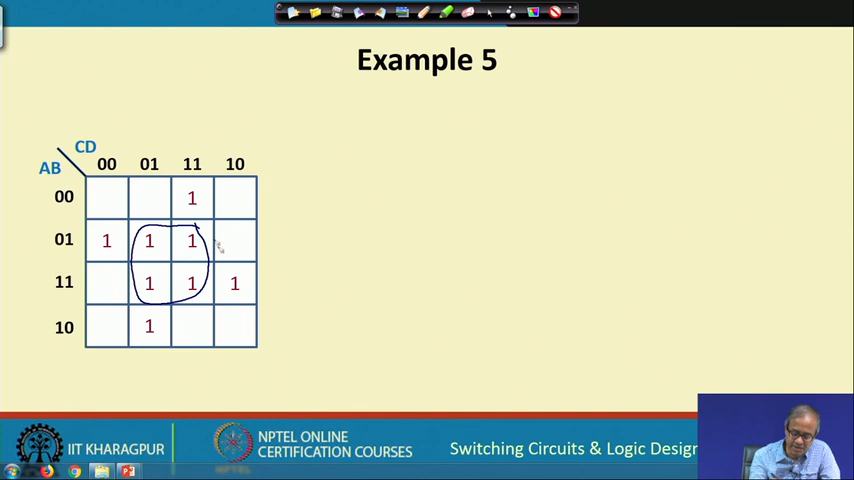 Example 5
CD
AB
00 01 11 10
00 1
01 1 1 1
11 1 1 1
10 1
IIT KHARAGPUR
NPTEL ONLINE
CERTIFICATION COURSES
NPTEL
Switching Circuits & Logic Design